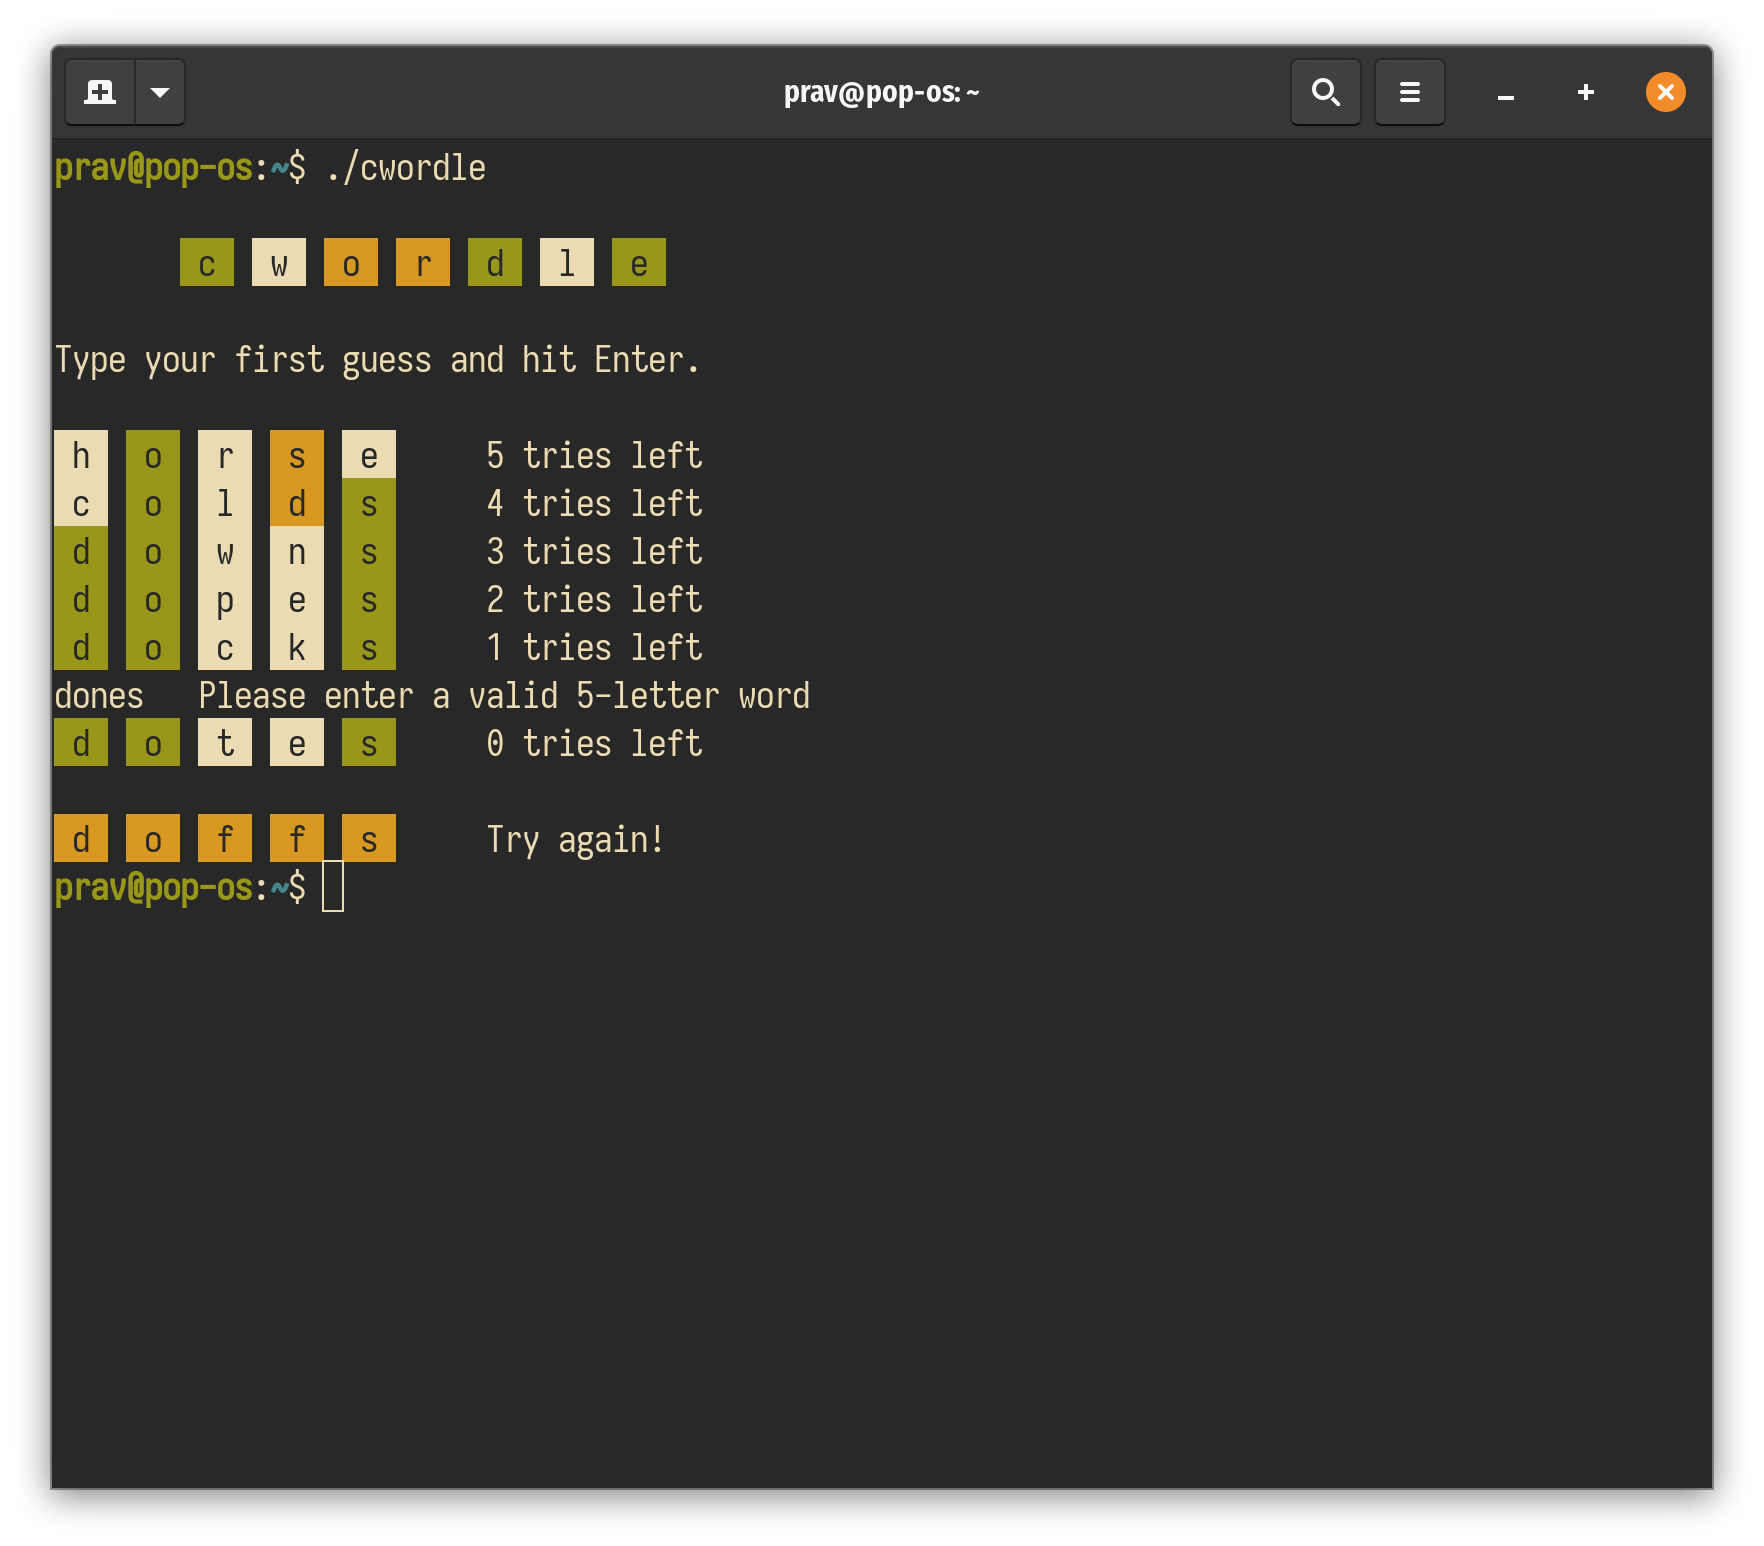 prav@pop-os: ~
prav@pop-os:~$ ./cwordle
c w o r d l e
Type your first guess and hit Enter.
h o r s e 5 tries left
c o l d s 4 tries left
d o w n s 3 tries left
d o p e s 2 tries left
d o c k s 1 tries left
dones Please enter a valid 5-letter word
d o t e s 0 tries left
d o f f s Try again!
prav@pop-os:~$